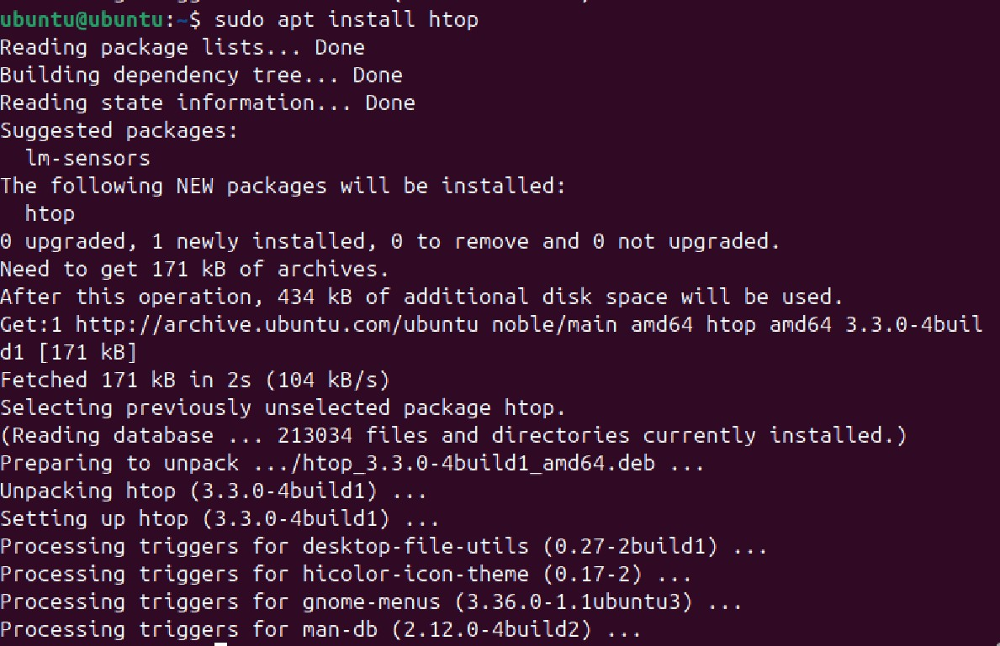 ubuntu@ubuntu:~$ sudo apt install htop
Reading package lists... Done
Building dependency tree... Done
Reading state information... Done
Suggested packages:
  lm-sensors
The following NEW packages will be installed:
  htop
0 upgraded, 1 newly installed, 0 to remove and 0 not upgraded.
Need to get 171 kB of archives.
After this operation, 434 kB of additional disk space will be used.
Get:1 http://archive.ubuntu.com/ubuntu noble/main amd64 htop amd64 3.3.0-4buil
d1 [171 kB]
Fetched 171 kB in 2s (104 kB/s)
Selecting previously unselected package htop.
(Reading database ... 213034 files and directories currently installed.)
Preparing to unpack .../htop_3.3.0-4build1_amd64.deb ...
Unpacking htop (3.3.0-4build1) ...
Setting up htop (3.3.0-4build1) ...
Processing triggers for desktop-file-utils (0.27-2build1) ...
Processing triggers for hicolor-icon-theme (0.17-2) ...
Processing triggers for gnome-menus (3.36.0-1.1ubuntu3) ...
Processing triggers for man-db (2.12.0-4build2) ...